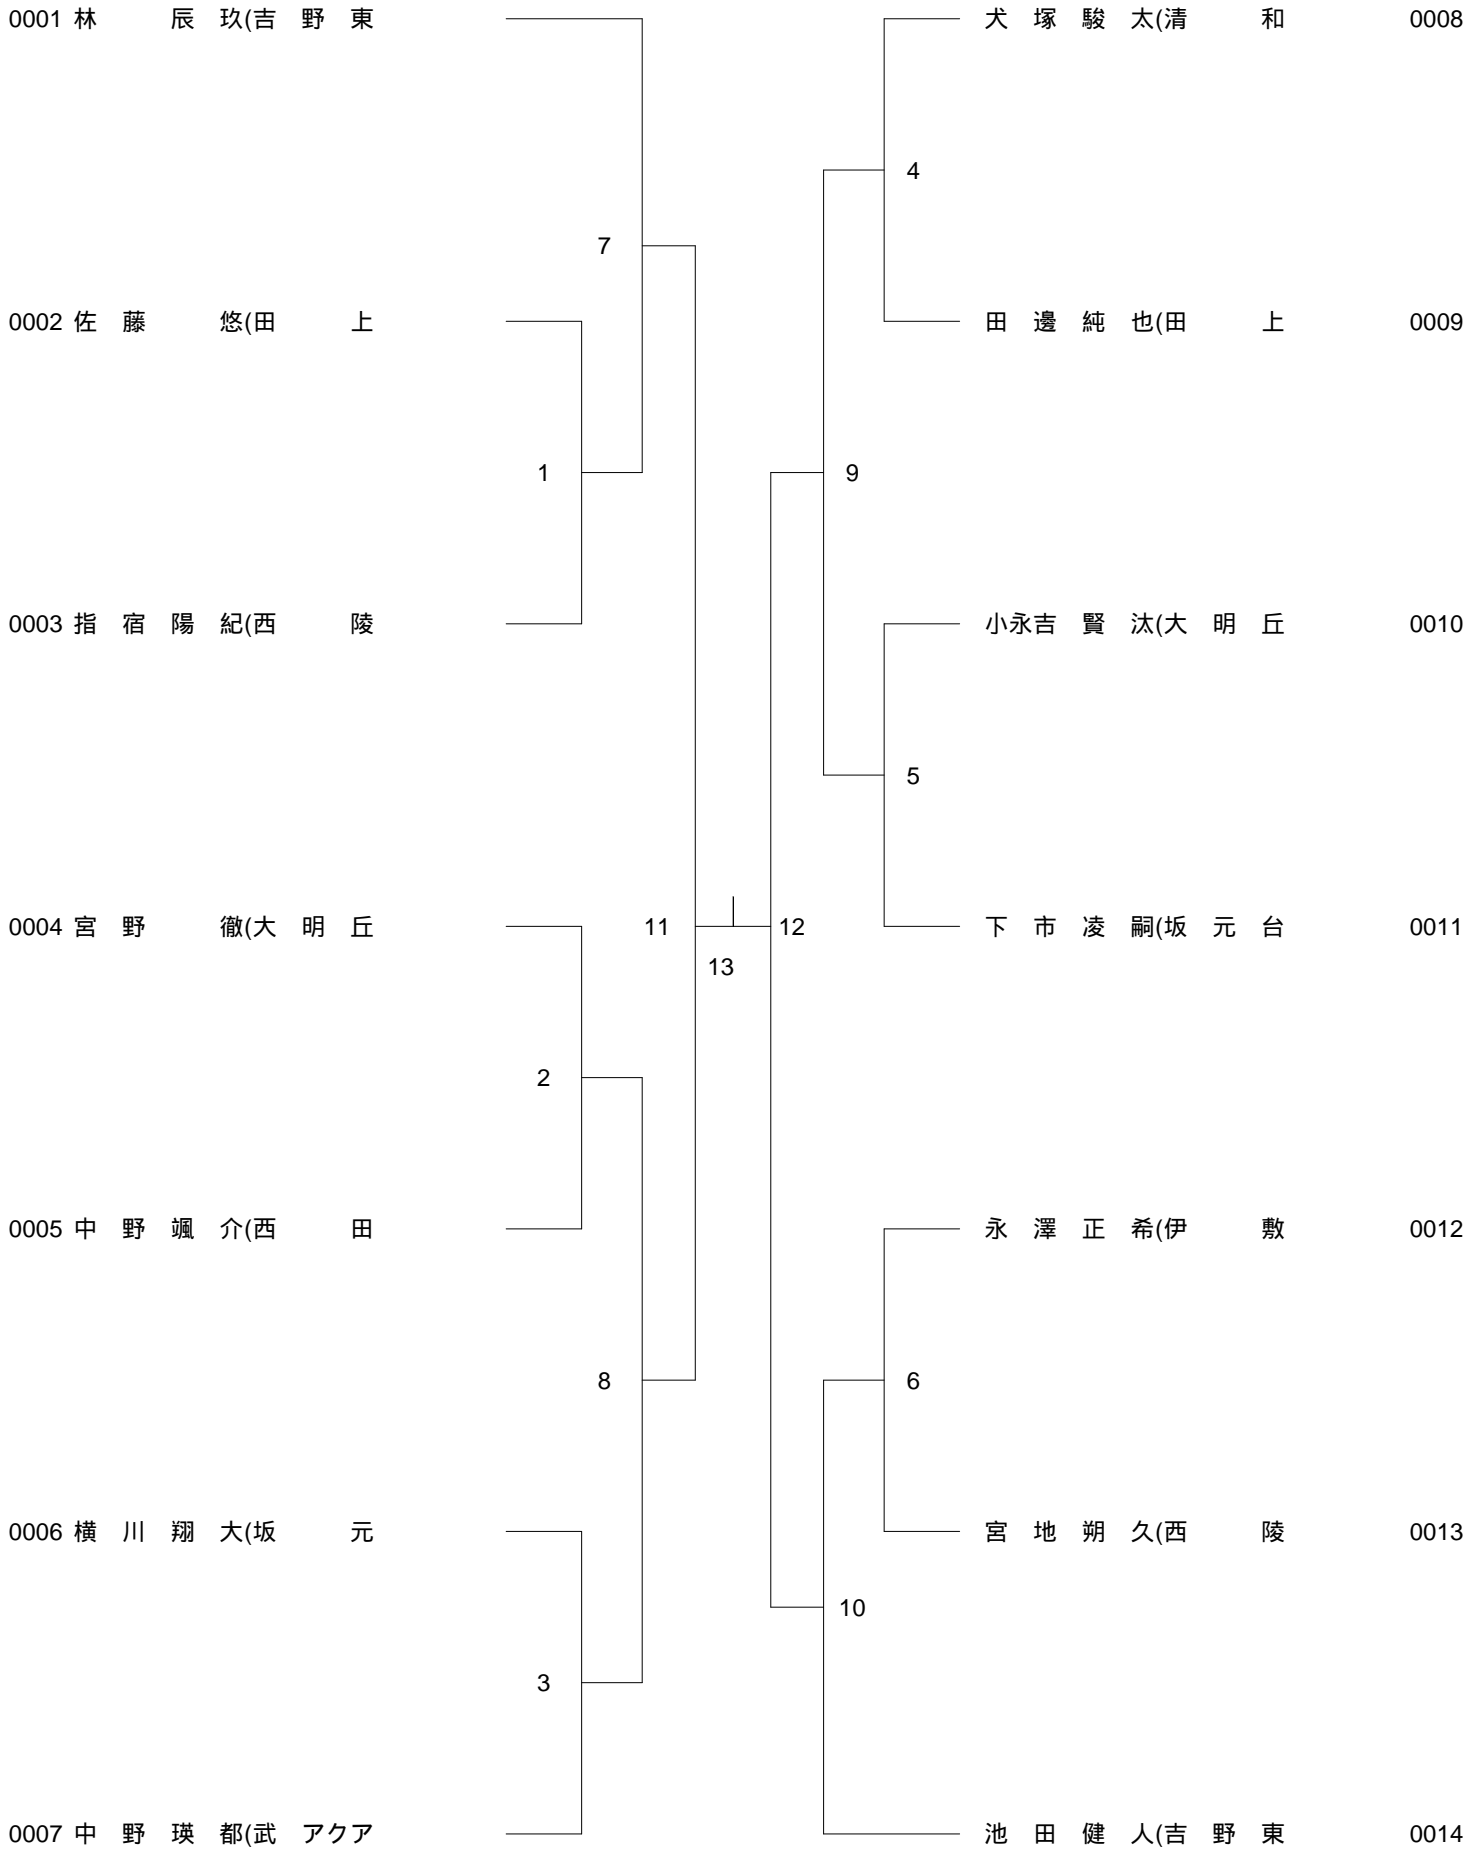 0001 林　　辰　玖(吉　野　東
犬　塚　駿　太(清　　　和 0008
4
7
0002 佐　藤　　　悠(田　　　上
田　邊　純　也(田　　　上 0009
1
9
0003 指　宿　陽　紀(西　　　陵
小永吉　賢　汰(大　明　丘 0010
5
0004 宮　野　　　徹(大　明　丘
11
12
下　市　凌　嗣(坂　元　台 0011
13
2
0005 中　野　颯　介(西　　　田
永　澤　正　希(伊　　　敷 0012
8
6
0006 横　川　翔　大(坂　　　元
宮　地　朔　久(西　　　陵 0013
10
3
0007 中　野　瑛　都(武　アクア
池　田　健　人(吉　野　東 0014